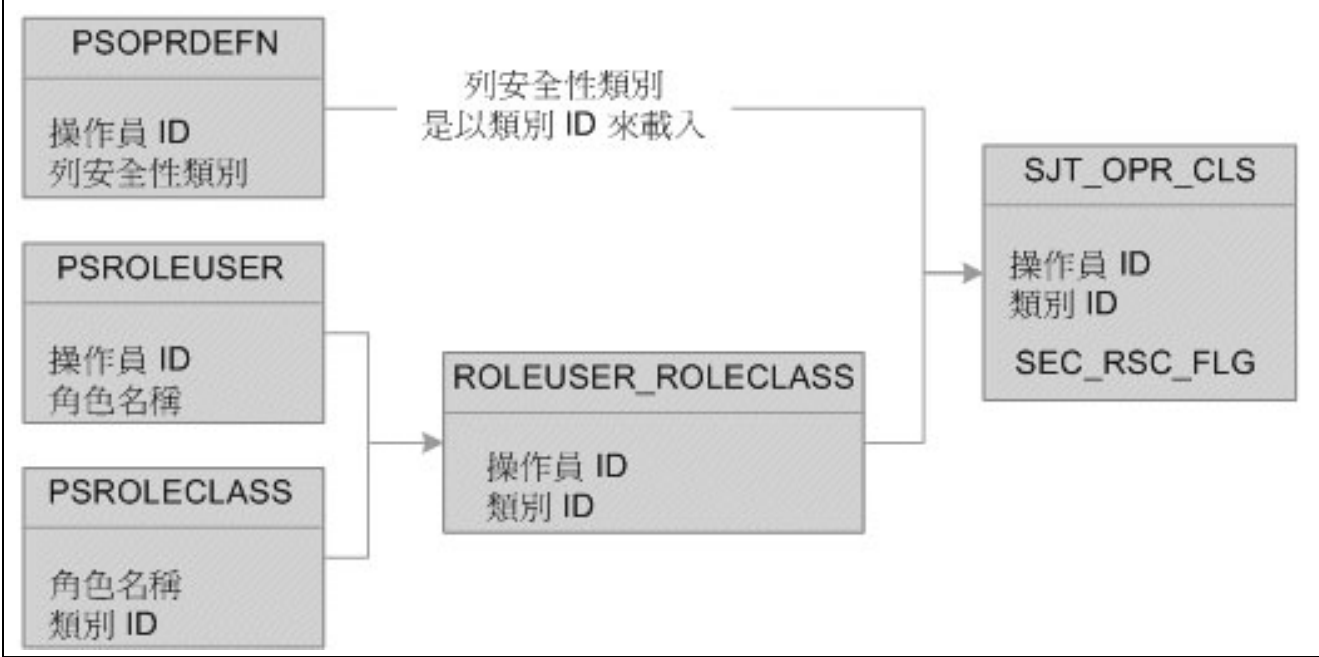 PSOPRDEFN
操作員 ID
列安全性類別
列安全性類別
是以類別 ID 來載入
PSROLEUSER
操作員 ID
角色名稱
PSROLECLASS
角色名稱
類別 ID
ROLEUSER_ROLECLASS
操作員 ID
類別 ID
SJT_OPR_CLS
操作員 ID
類別 ID
SEC_RSC_FLG